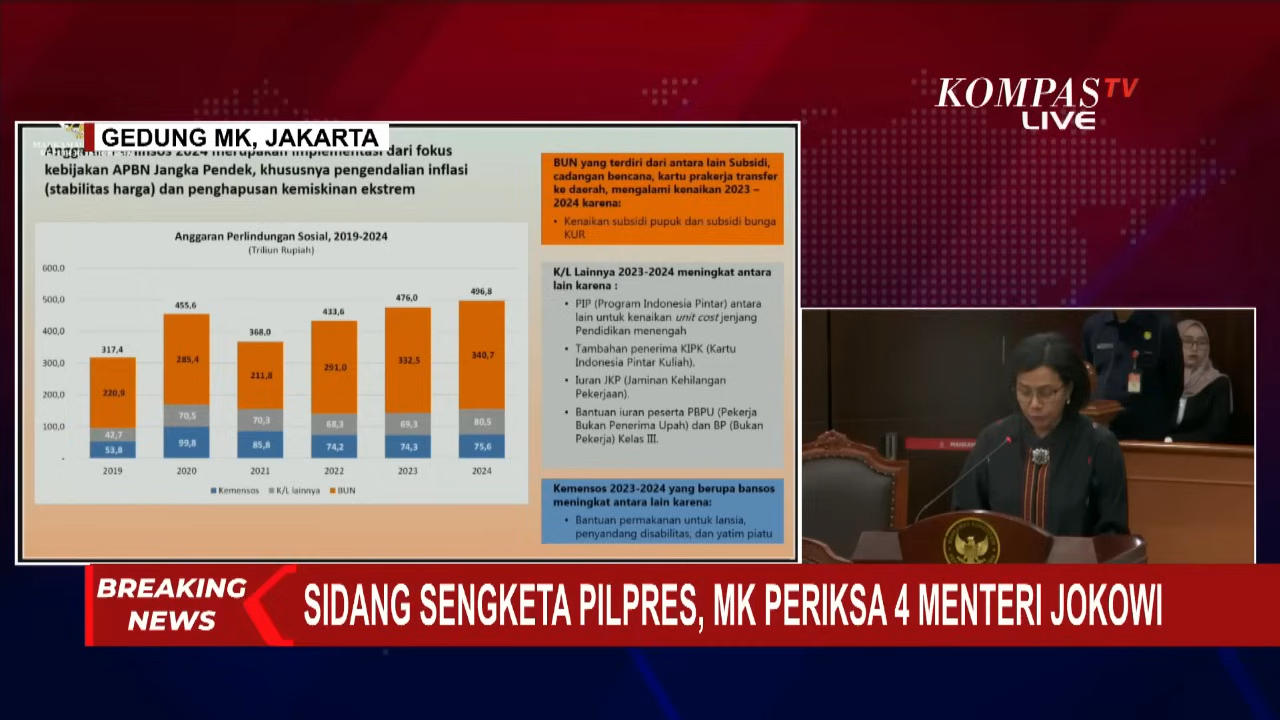 KOMPAS TV
LIVE
GEDUNG MK, JAKARTA
2024 merupakan implementasi dari fokus
kebijakan APBN Jangka Pendek, khususnya pengendalian inflasi
(stabilitas harga) dan penghapusan kemiskinan ekstrem
Anggaran Perlindungan Sosial, 2019-2024
(Triliun Rupiah)
600,0
500,0
400,0
300,0
200,0
100,0
-
317,4
455,6
368,0
433,6
476,0
496,8
220,9
285,4
211,8
291,0
332,5
340,7
42,7
70,5
70,3
68,3
69,3
80,5
53,8
99,8
85,8
74,2
74,3
75,6
2019 2020 2021 2022 2023 2024
Kemensos K/L lainnya BUN
BUN yang terdiri dari antara lain Subsidi,
cadangan bencana, kartu prakerja transfer
ke daerah, mengalami kenaikan 2023 –
2024 karena:
• Kenaikan subsidi pupuk dan subsidi bunga
KUR
K/L Lainnya 2023-2024 meningkat antara
lain karena :
• PIP (Program Indonesia Pintar) antara
lain untuk kenaikan unit cost jenjang
Pendidikan menengah
• Tambahan penerima KIPK (Kartu
Indonesia Pintar Kuliah).
• Iuran JKP (Jaminan Kehilangan
Pekerjaan).
• Bantuan iuran peserta PBPU (Pekerja
Bukan Penerima Upah) dan BP (Bukan
Pekerja) Kelas III.
Kemensos 2023-2024 yang berupa bansos
meningkat antara lain karena:
• Bantuan permakanan untuk lansia,
penyandang disabilitas, dan yatim piatu
BREAKING
NEWS
SIDANG SENGKETA PILPRES, MK PERIKSA 4 MENTERI JOKOWI